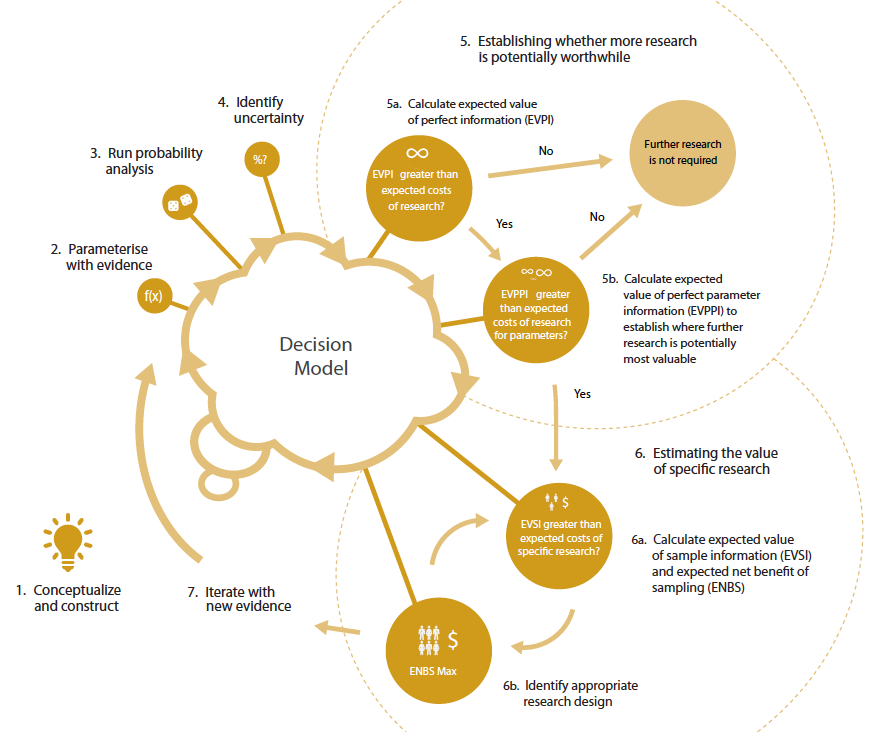 5. Establishing whether more research
is potentially worthwhile
4. Identify
uncertainty
5a. Calculate expected value
of perfect information (EVPI)
3. Run probability
analysis
%?
EVPI greater than
expected costs
of research?
No
Further research
is not required
Yes
No
2. Parameterise
with evidence
f(x)
EVPPI greater
than expected
costs of research
for parameters?
5b. Calculate expected
value of perfect parameter
information (EVPPI) to
establish where further
research is potentially
most valuable
Decision
Model
Yes
6. Estimating the value
of specific research
$
EVSI greater than
expected costs of
specific research?
6a. Calculate expected value
of sample information (EVSI)
and expected net benefit of
sampling (ENBS)
1. Conceptualize
and construct
7. Iterate with
new evidence
$
ENBS Max
6b. Identify appropriate
research design